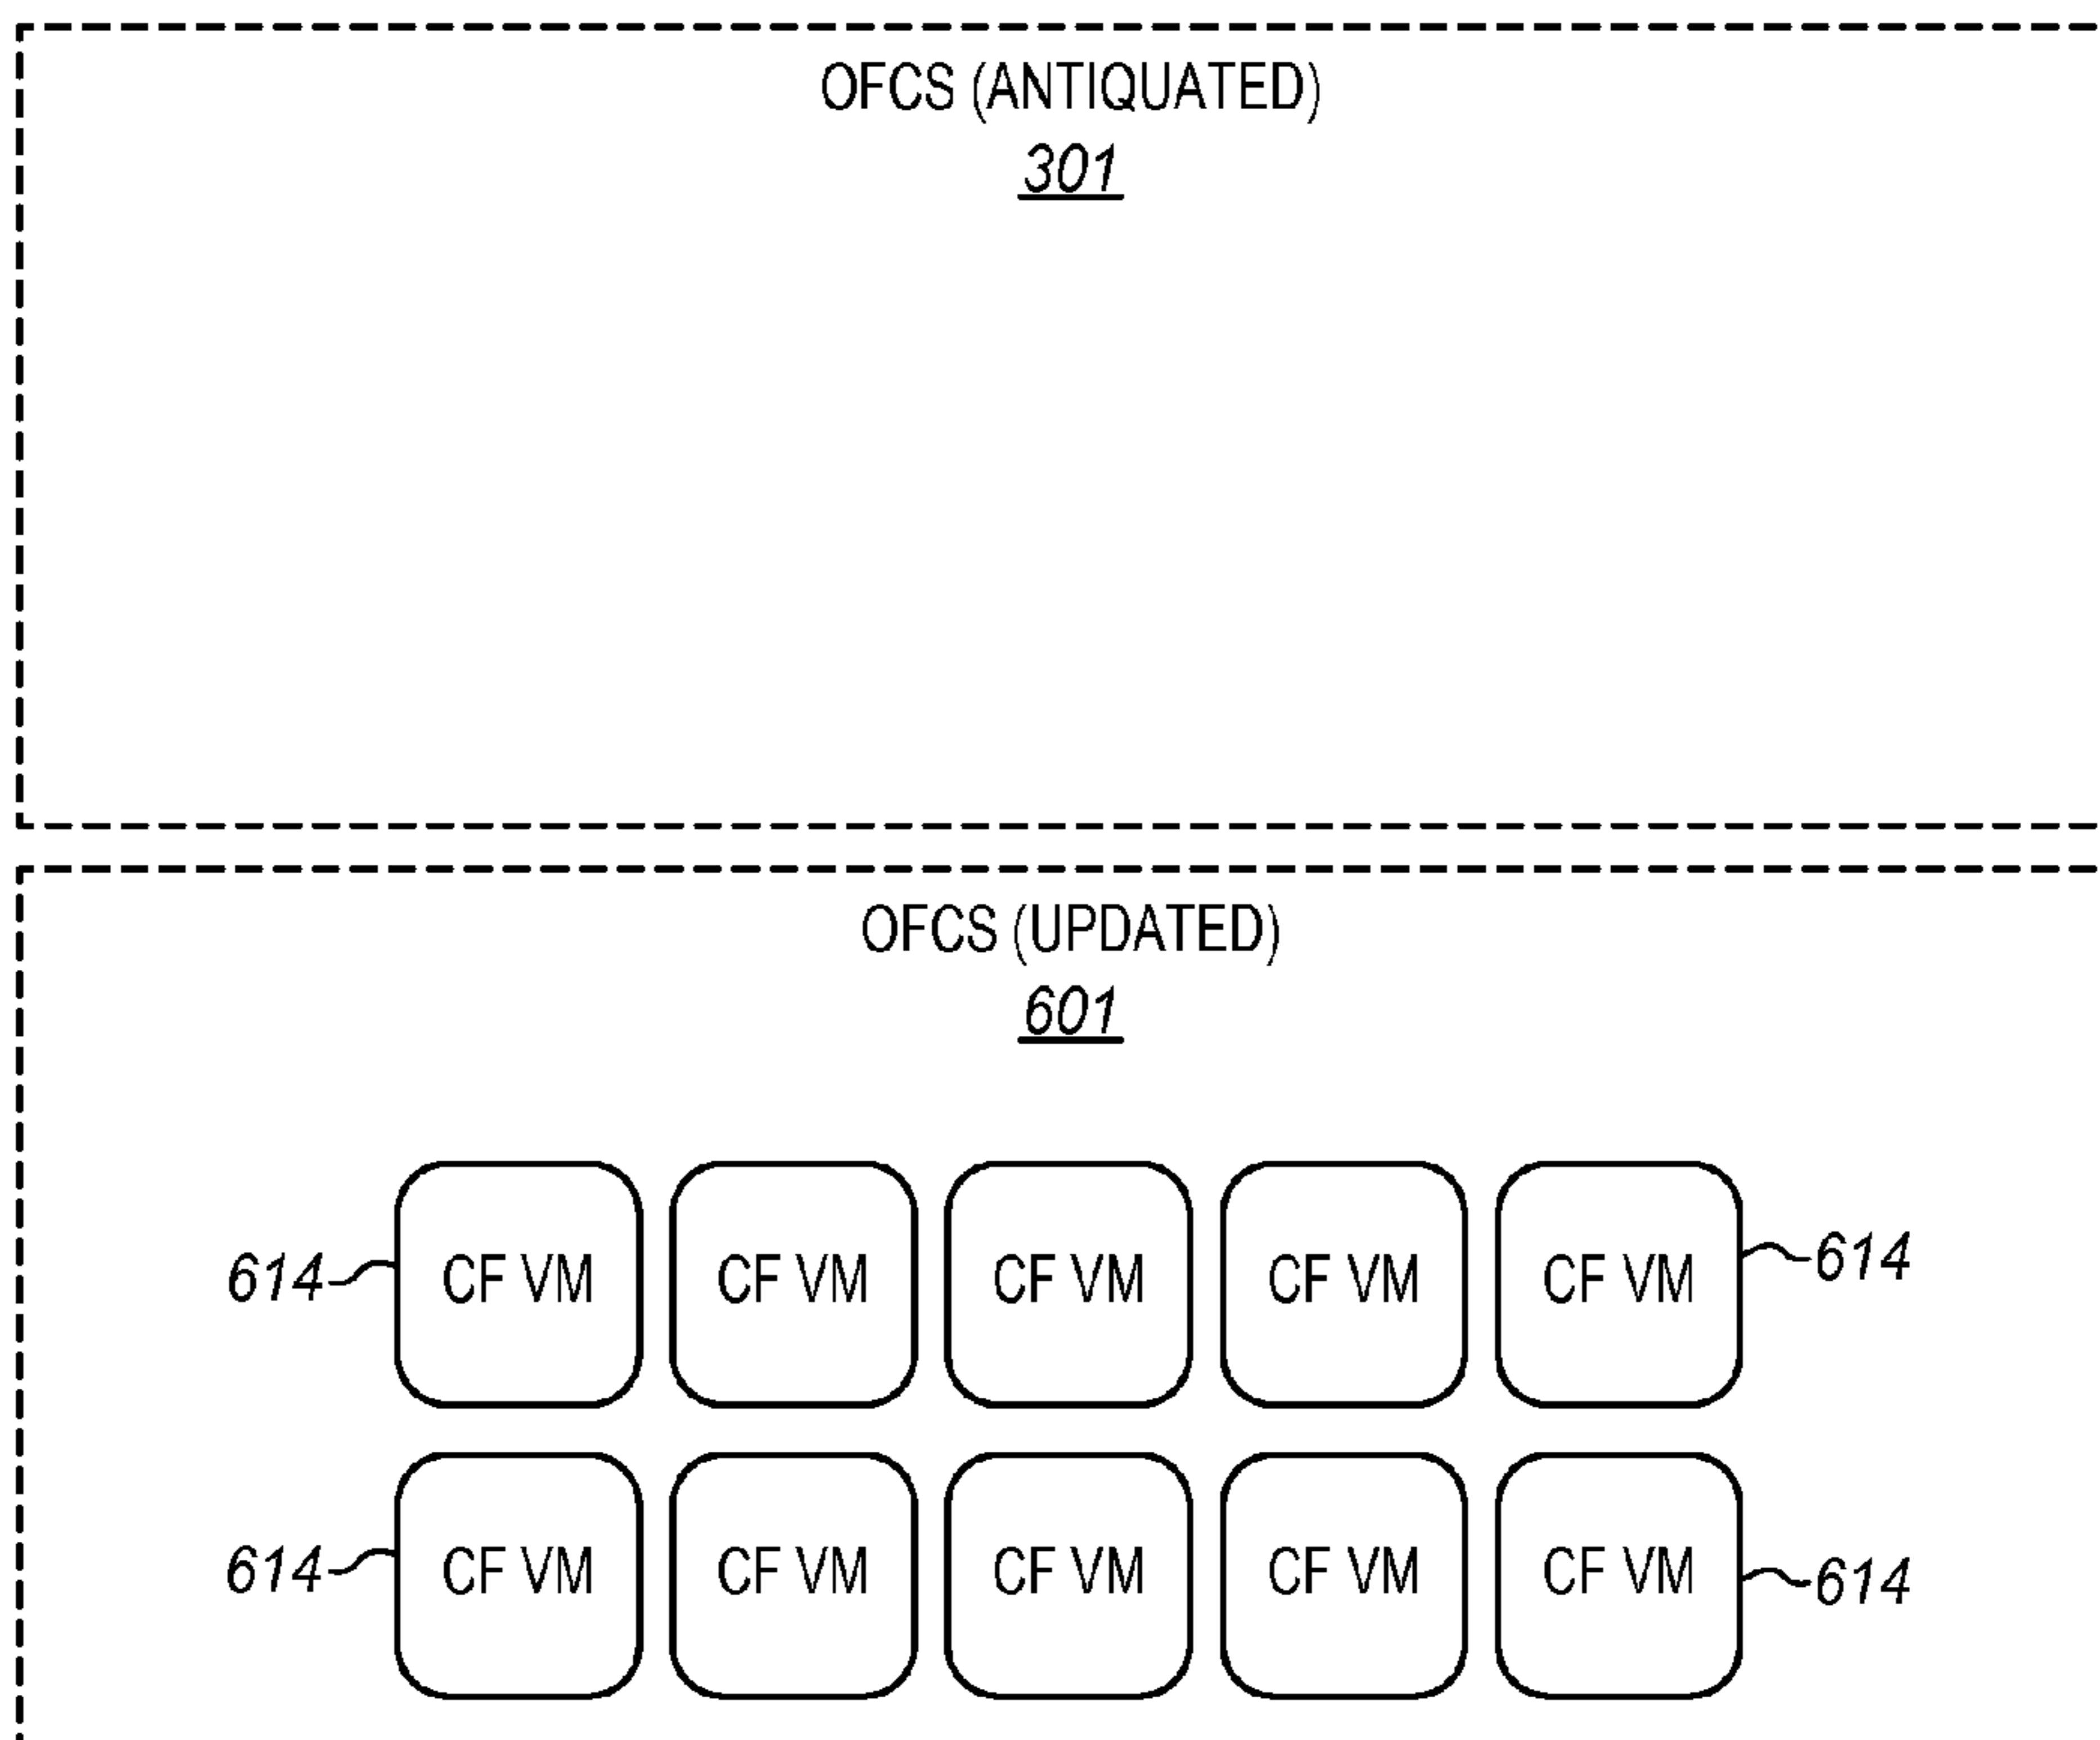 OFCS (ANTIQUATED)
301
OFCS (UPDATED)
601
614 CF VM CF VM CF VM CF VM CF VM 614
614 CF VM CF VM CF VM CF VM CF VM 614